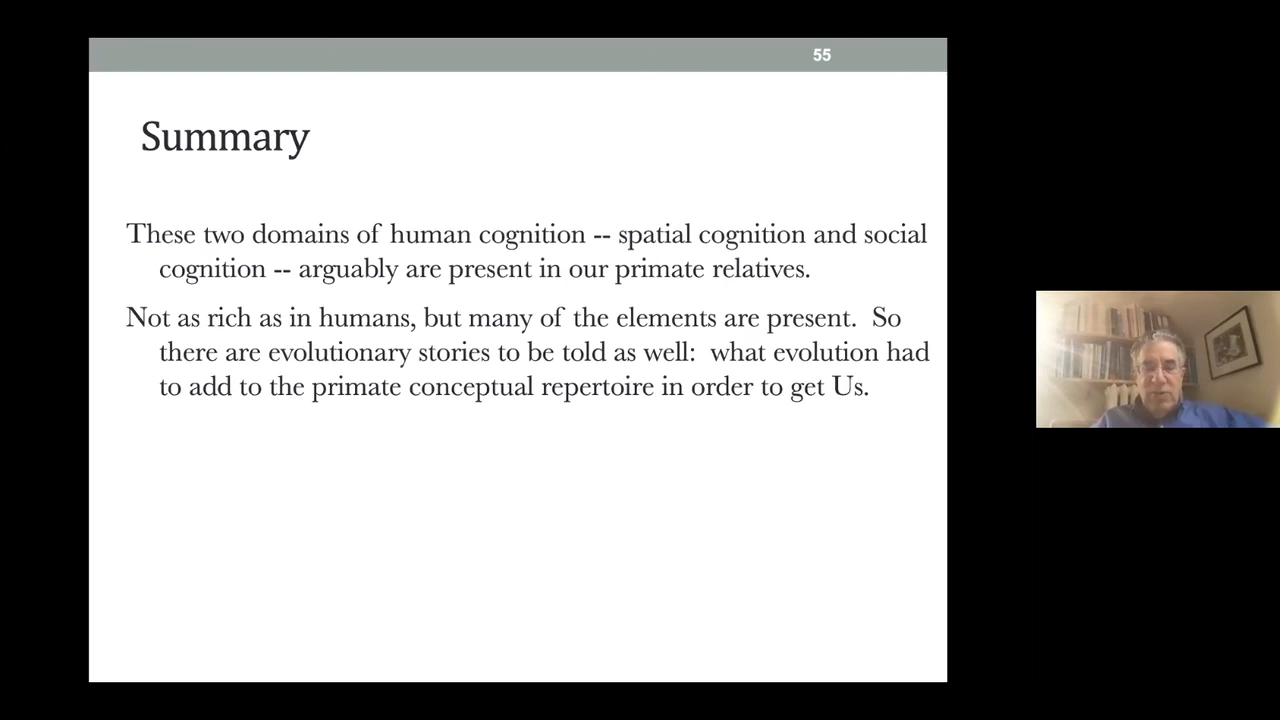 55
Summary
These two domains of human cognition -- spatial cognition and social
cognition -- arguably are present in our primate relatives.
Not as rich as in humans, but many of the elements are present.  So
there are evolutionary stories to be told as well:  what evolution had
to add to the primate conceptual repertoire in order to get Us.